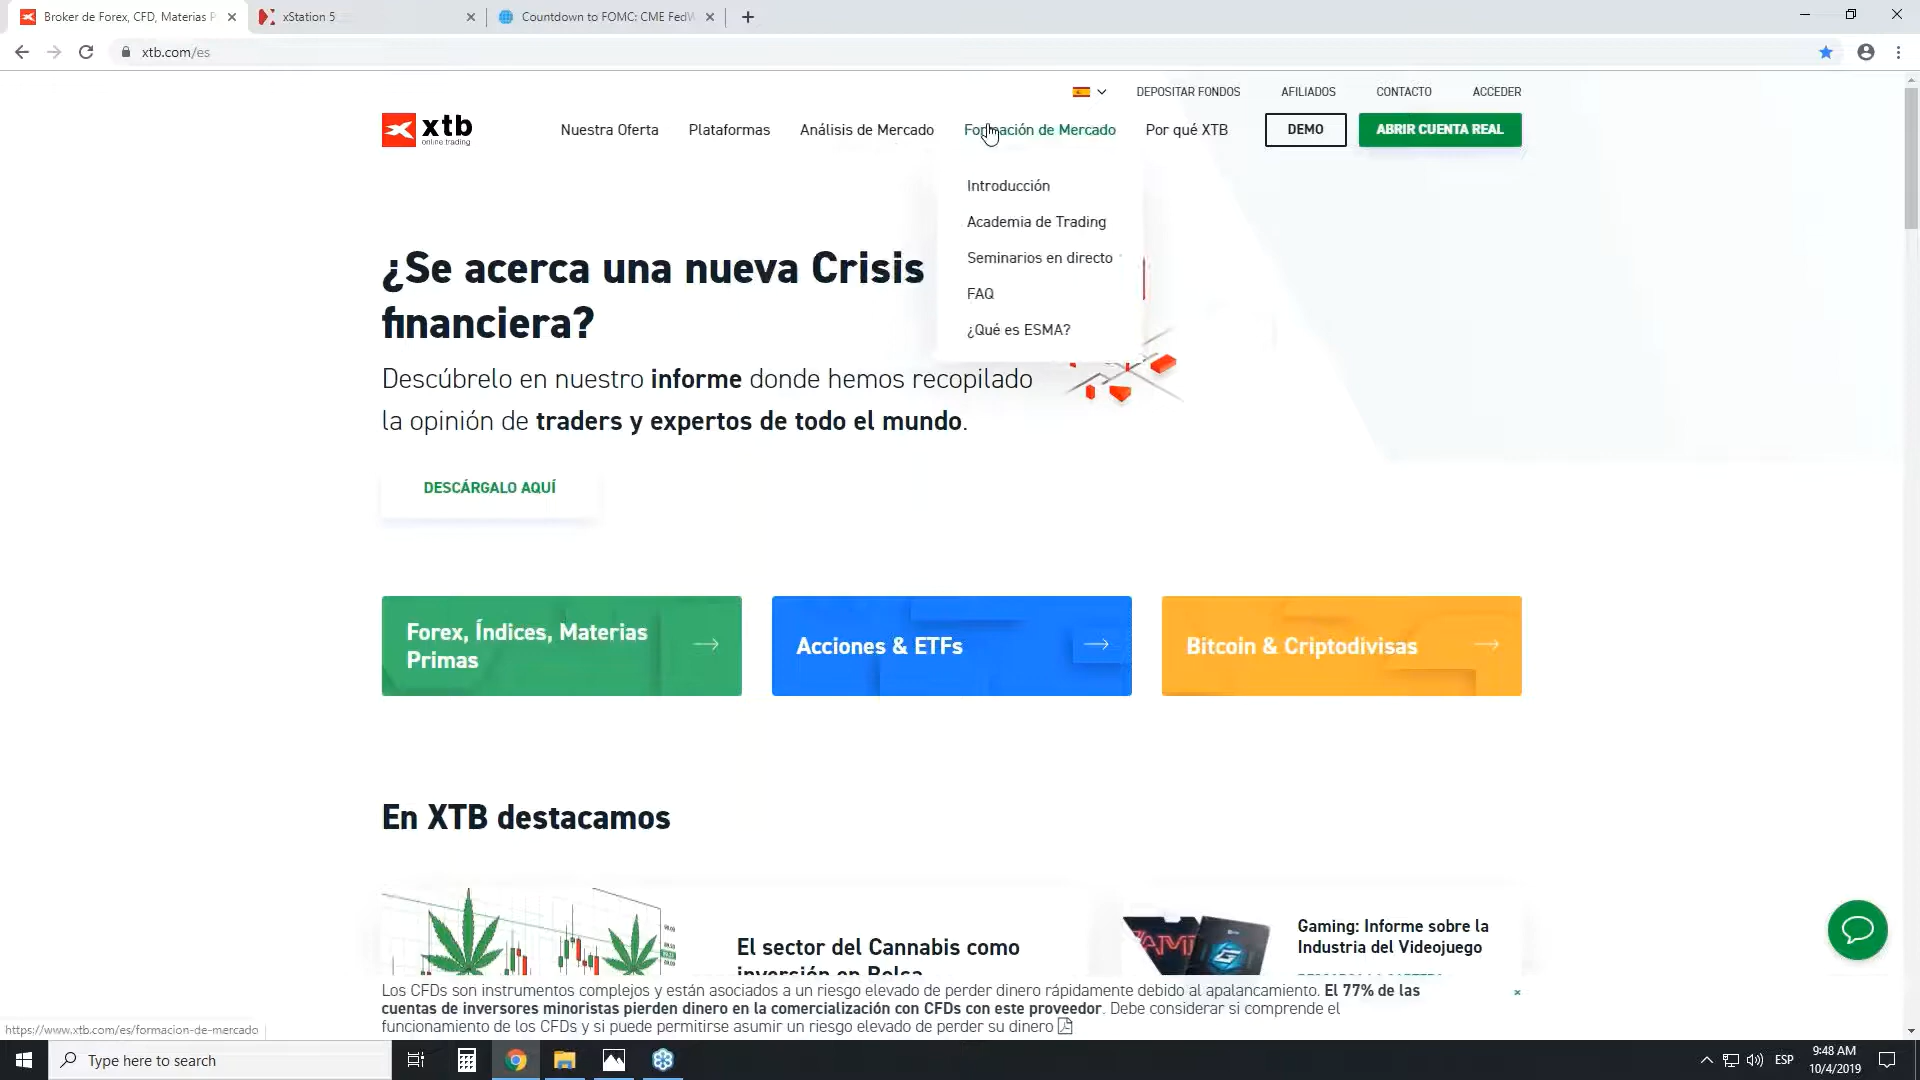 Broker de Forex, CFD, Materias P
xStation 5
Countdown to FOMC: CME FedW
xtb.com/es
DEPOSITAR FONDOS
AFILIADOS
CONTACTO
ACCEDER
xtb
online trading
Nuestra Oferta
Plataformas
Análisis de Mercado
Formación de Mercado
Por qué XTB
DEMO
ABRIR CUENTA REAL
Introducción
Academia de Trading
Seminarios en directo
FAQ
¿Qué es ESMA?
¿Se acerca una nueva Crisis
financiera?
Descúbrelo en nuestro informe donde hemos recopilado
la opinión de traders y expertos de todo el mundo.
DESCÁRGALO AQUÍ
Forex, Índices, Materias
Primas
Acciones & ETFs
Bitcoin & Criptodivisas
En XTB destacamos
El sector del Cannabis como
inversión en Bolsa
Gaming: Informe sobre la
Industria del Videojuego
Los CFDs son instrumentos complejos y están asociados a un riesgo elevado de perder dinero rápidamente debido al apalancamiento. El 77% de las
cuentas de inversores minoristas pierden dinero en la comercialización con CFDs con este proveedor. Debe considerar si comprende el
funcionamiento de los CFDs y si puede permitirse asumir un riesgo elevado de perder su dinero
https://www.xtb.com/es/formacion-de-mercado
Type here to search
ESP
9:48 AM
10/4/2019